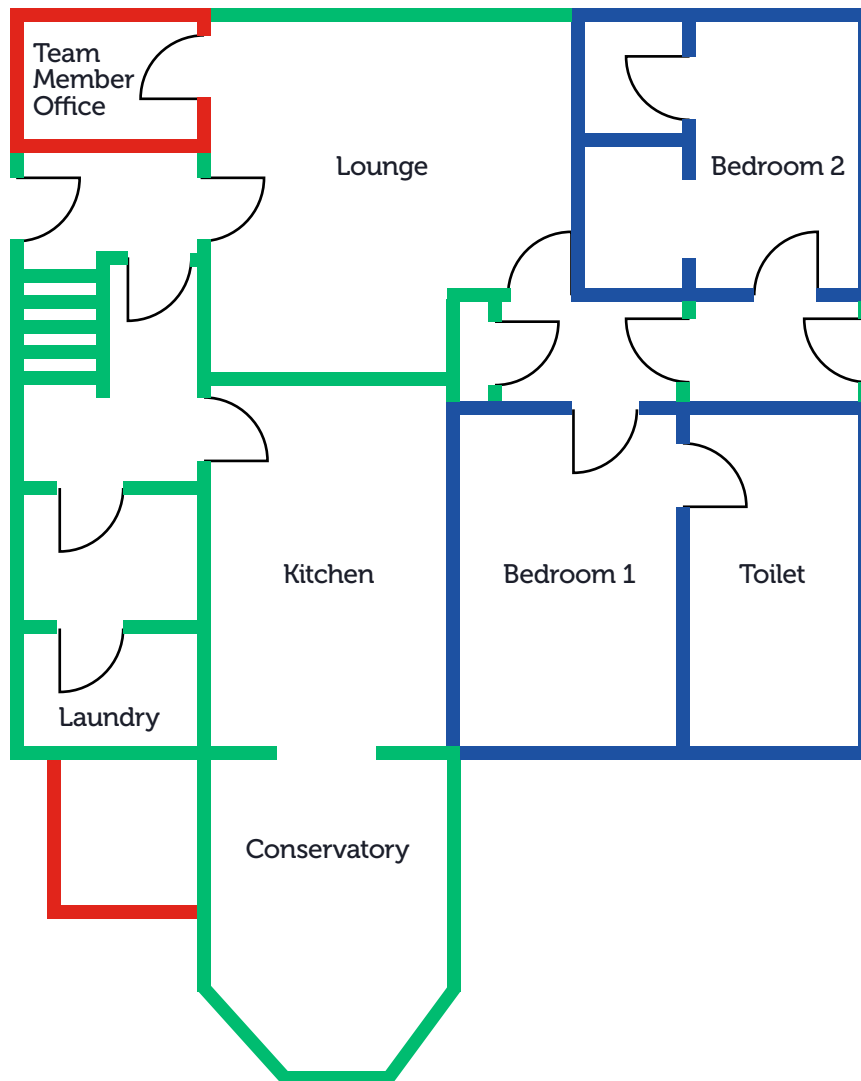 Team
Member
Office
Lounge
Bedroom 2
Kitchen
Bedroom 1
Toilet
Laundry
Conservatory